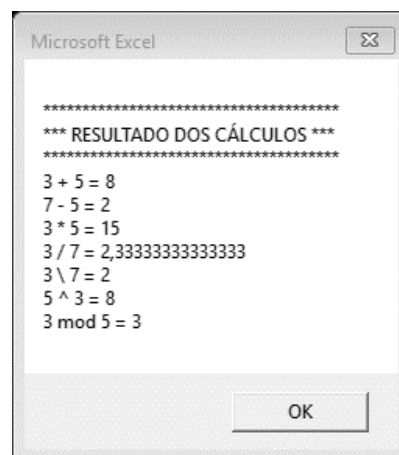 Microsoft Excel
***************************************
*** RESULTADO DOS CÁLCULOS ***
***************************************
3 + 5 = 8
7 - 5 = 2
3 * 5 = 15
3 / 7 = 2,33333333333333
3 \ 7 = 2
5 ^ 3 = 8
3 mod 5 = 3
OK